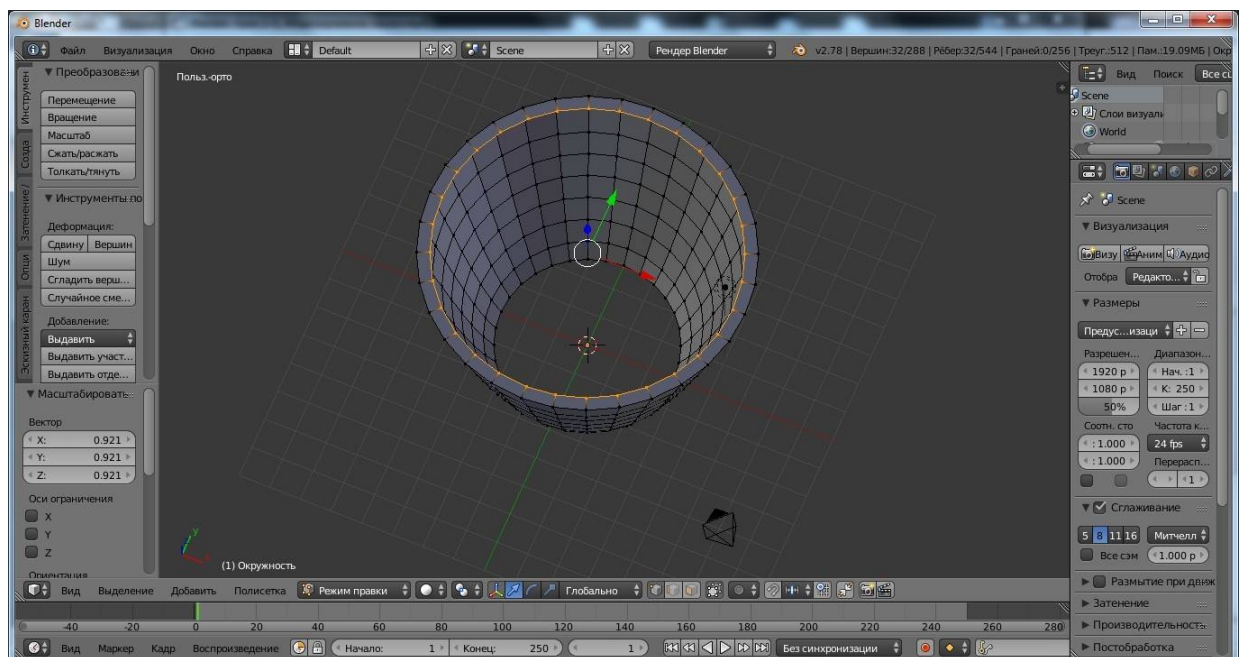 Blender
Файл Визуализация Окно Справка Default Scene Рендер Blender v2.78 | Вершин:32/288 | Рёбер:32/544 | Граней:0/256 | Треуг.:512 | Пам.:19.09МБ | Окр
Инструмен
Созда
Затенение /
Опци
Эскизный каран
▼ Преобразовани
Перемещение
Вращение
Масштаб
Сжать/расжать
Толкать/тянуть
▼ Инструменты по
Деформация:
Сдвину Вершин
Шум
Сгладить верш...
Случайное сме...
Добавление:
Выдавить
Выдавить участ...
Выдавить отде...
▼ Масштабировать
Вектор
X: 0.921
Y: 0.921
Z: 0.921
Оси ограничения
X
Y
Z
Ориентация
Польз.-орто
(1) Окружность
Вид Выделение Добавить Полисетка Режим правки Глобально
-40 -20 0 20 40 60 80 100 120 140 160 180 200 220 240 260 280
Вид Маркер Кадр Воспроизведение Начало: 1 Конец: 250 1 Без синхронизации
Вид Поиск Все сц
Scene
Слои визуаль
World
Scene
▼ Визуализация
Визу Аним Аудио
Отобра Редакто...
▼ Размеры
Предус...изаци
Разрешен... Диапазон...
1920 p Нач. :1
1080 p К: 250
50% Шаг :1
Соотн. сто Частота к...
: 1.000 24 fps
: 1.000 Перерасп...
1
▼ Сглаживание
5 8 11 16 Митчелл
Все сэм 1.000 p
▶ Размытие при движ
▶ Затенение
▶ Производительность
▶ Постобработка